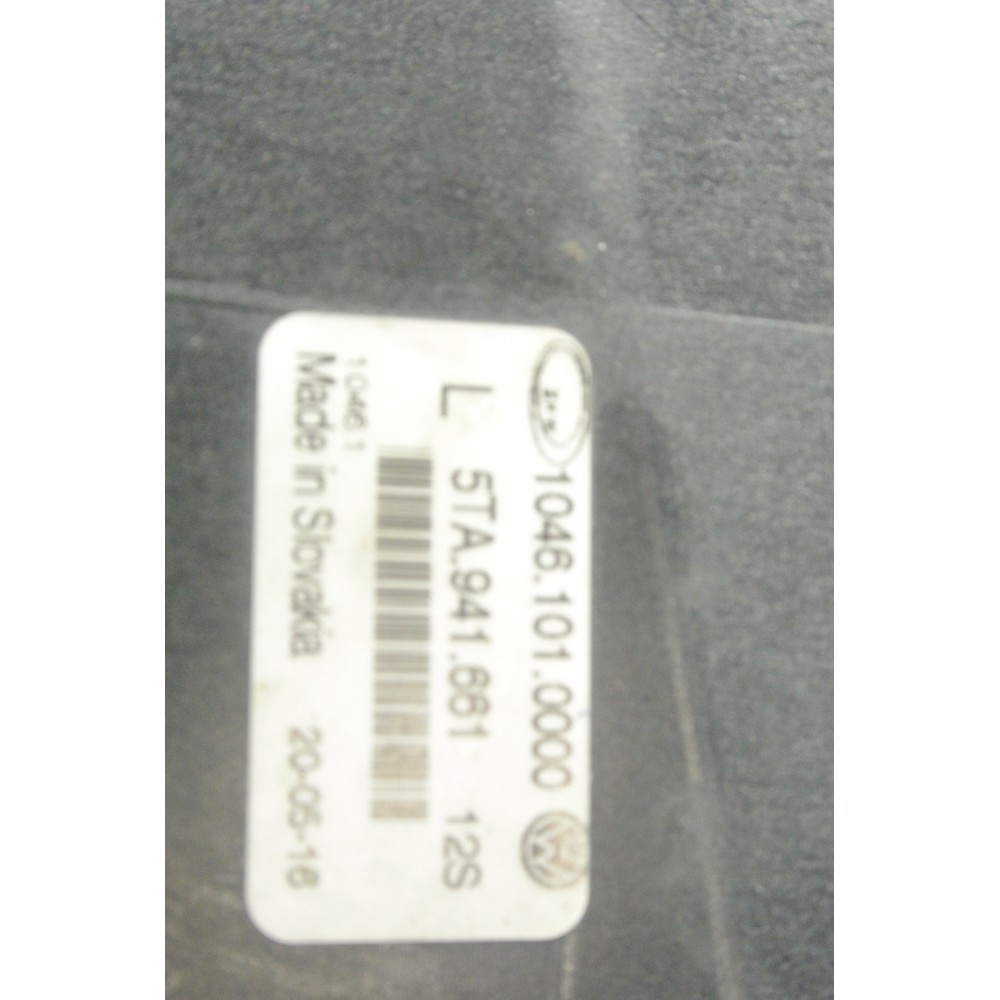 1046.101.0000
L 5TA.941.661 12S
1046.1
Made in Slovakia 20-05-16